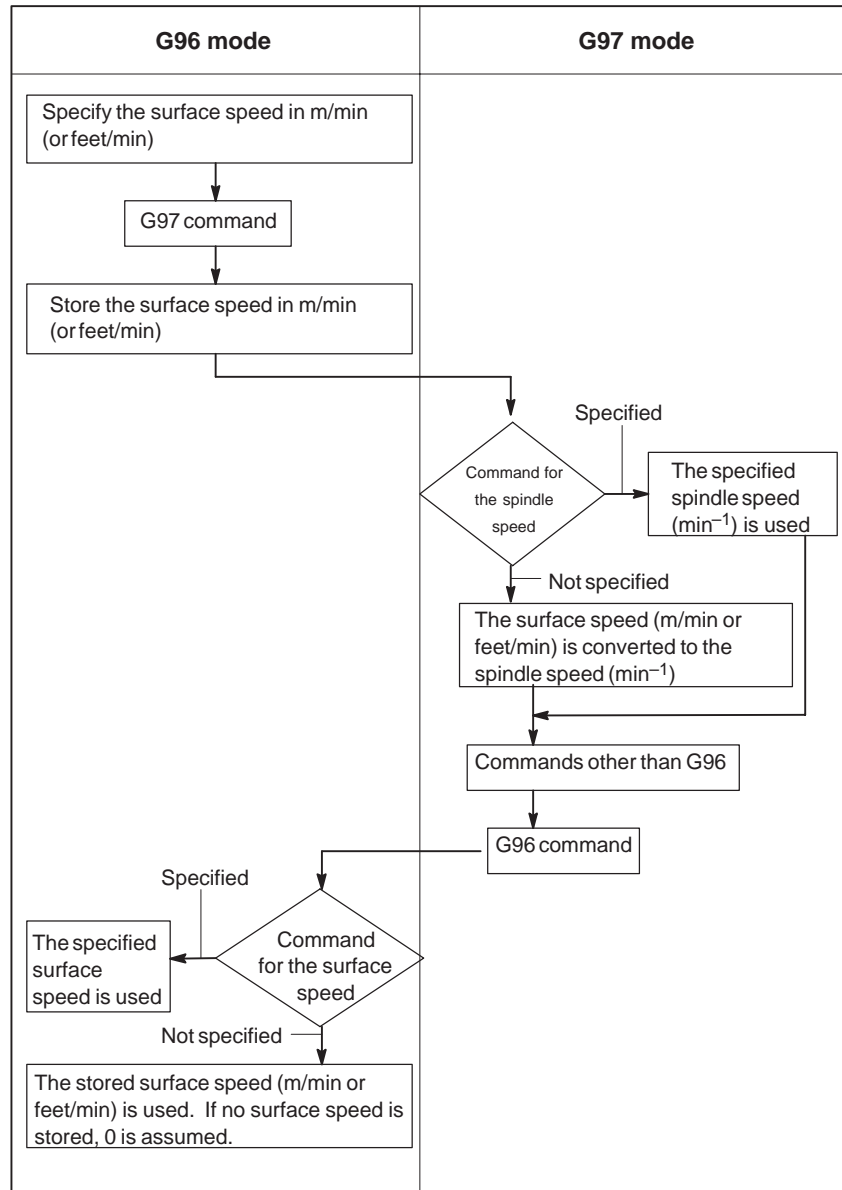 G96 mode
G97 mode
Specify the surface speed in m/min
(or feet/min)
G97 command
Store the surface speed in m/min
(or feet/min)
Specified
Command for
the spindle
speed
The specified
spindle speed
(min–1) is used
Not specified
The surface speed (m/min or
feet/min) is converted to the
spindle speed (min–1)
Commands other than G96
G96 command
Specified
Command
for the surface
speed
The specified
surface
speed is used
Not specified
The stored surface speed (m/min or
feet/min) is used. If no surface speed is
stored, 0 is assumed.